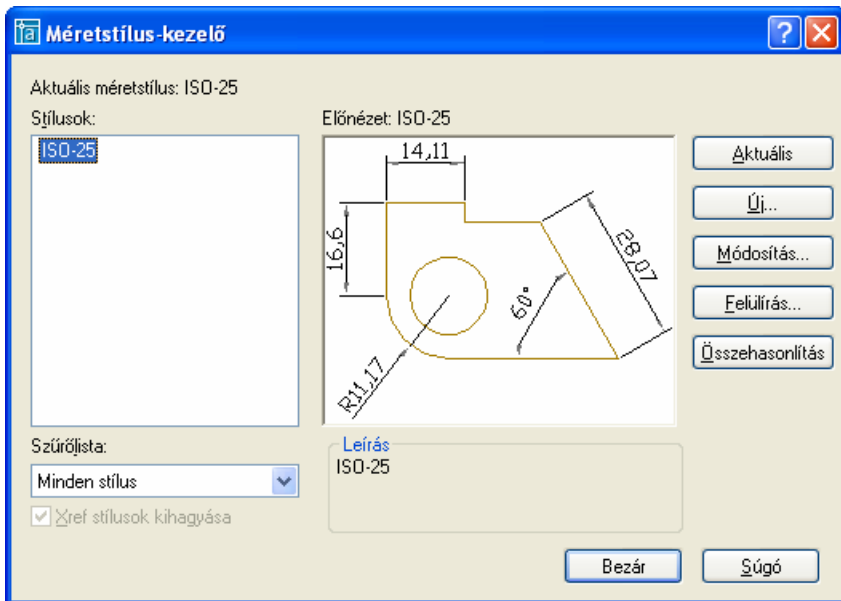 Méretstílus-kezelő
Aktuális méretstílus: ISO-25
Stílusok:
ISO-25
Előnézet: ISO-25
14,11
16,6
28,07
60°
R11,17
Aktuális
Új...
Módosítás...
Felülírás...
Összehasonlítás
Szűrőlista:
Minden stílus
Xref stílusok kihagyása
Leírás
ISO-25
Bezár
Súgó